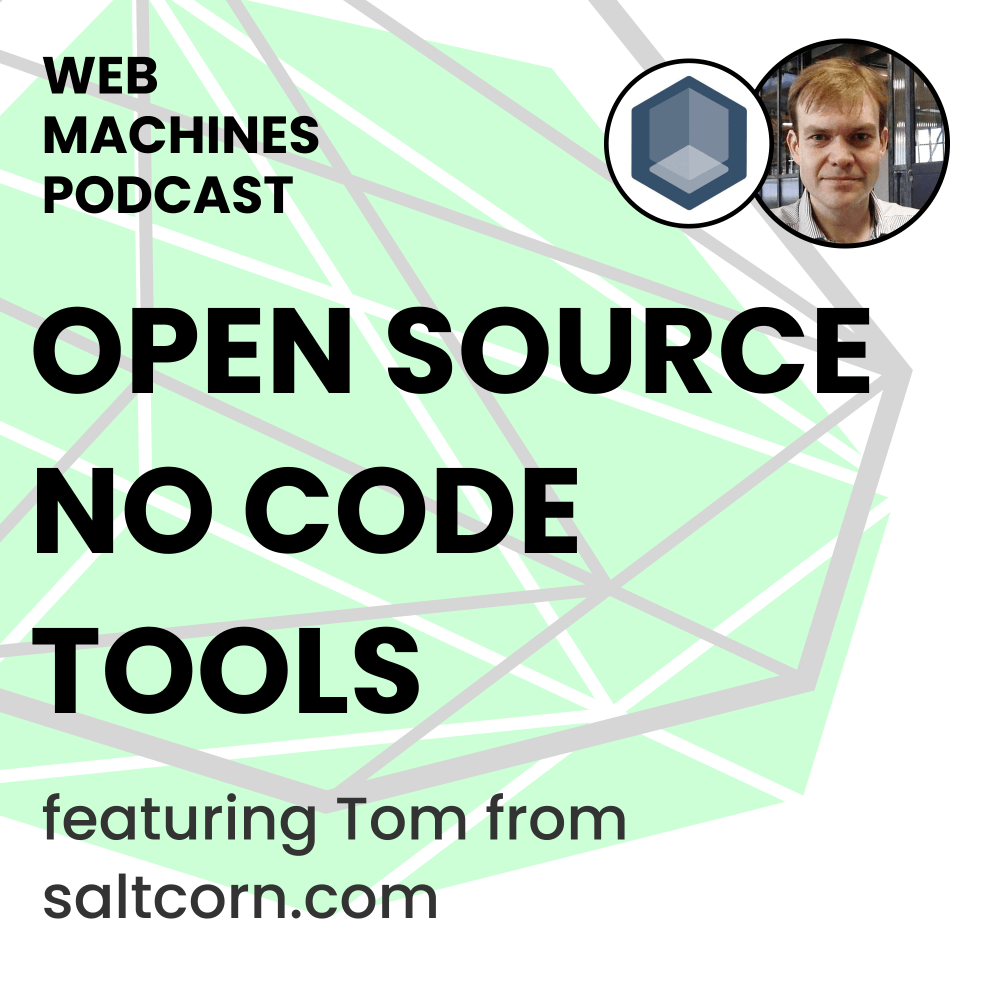 WEB
MACHINES
PODCAST
OPEN SOURCE
NO CODE
TOOLS
featuring Tom from
saltcorn.com